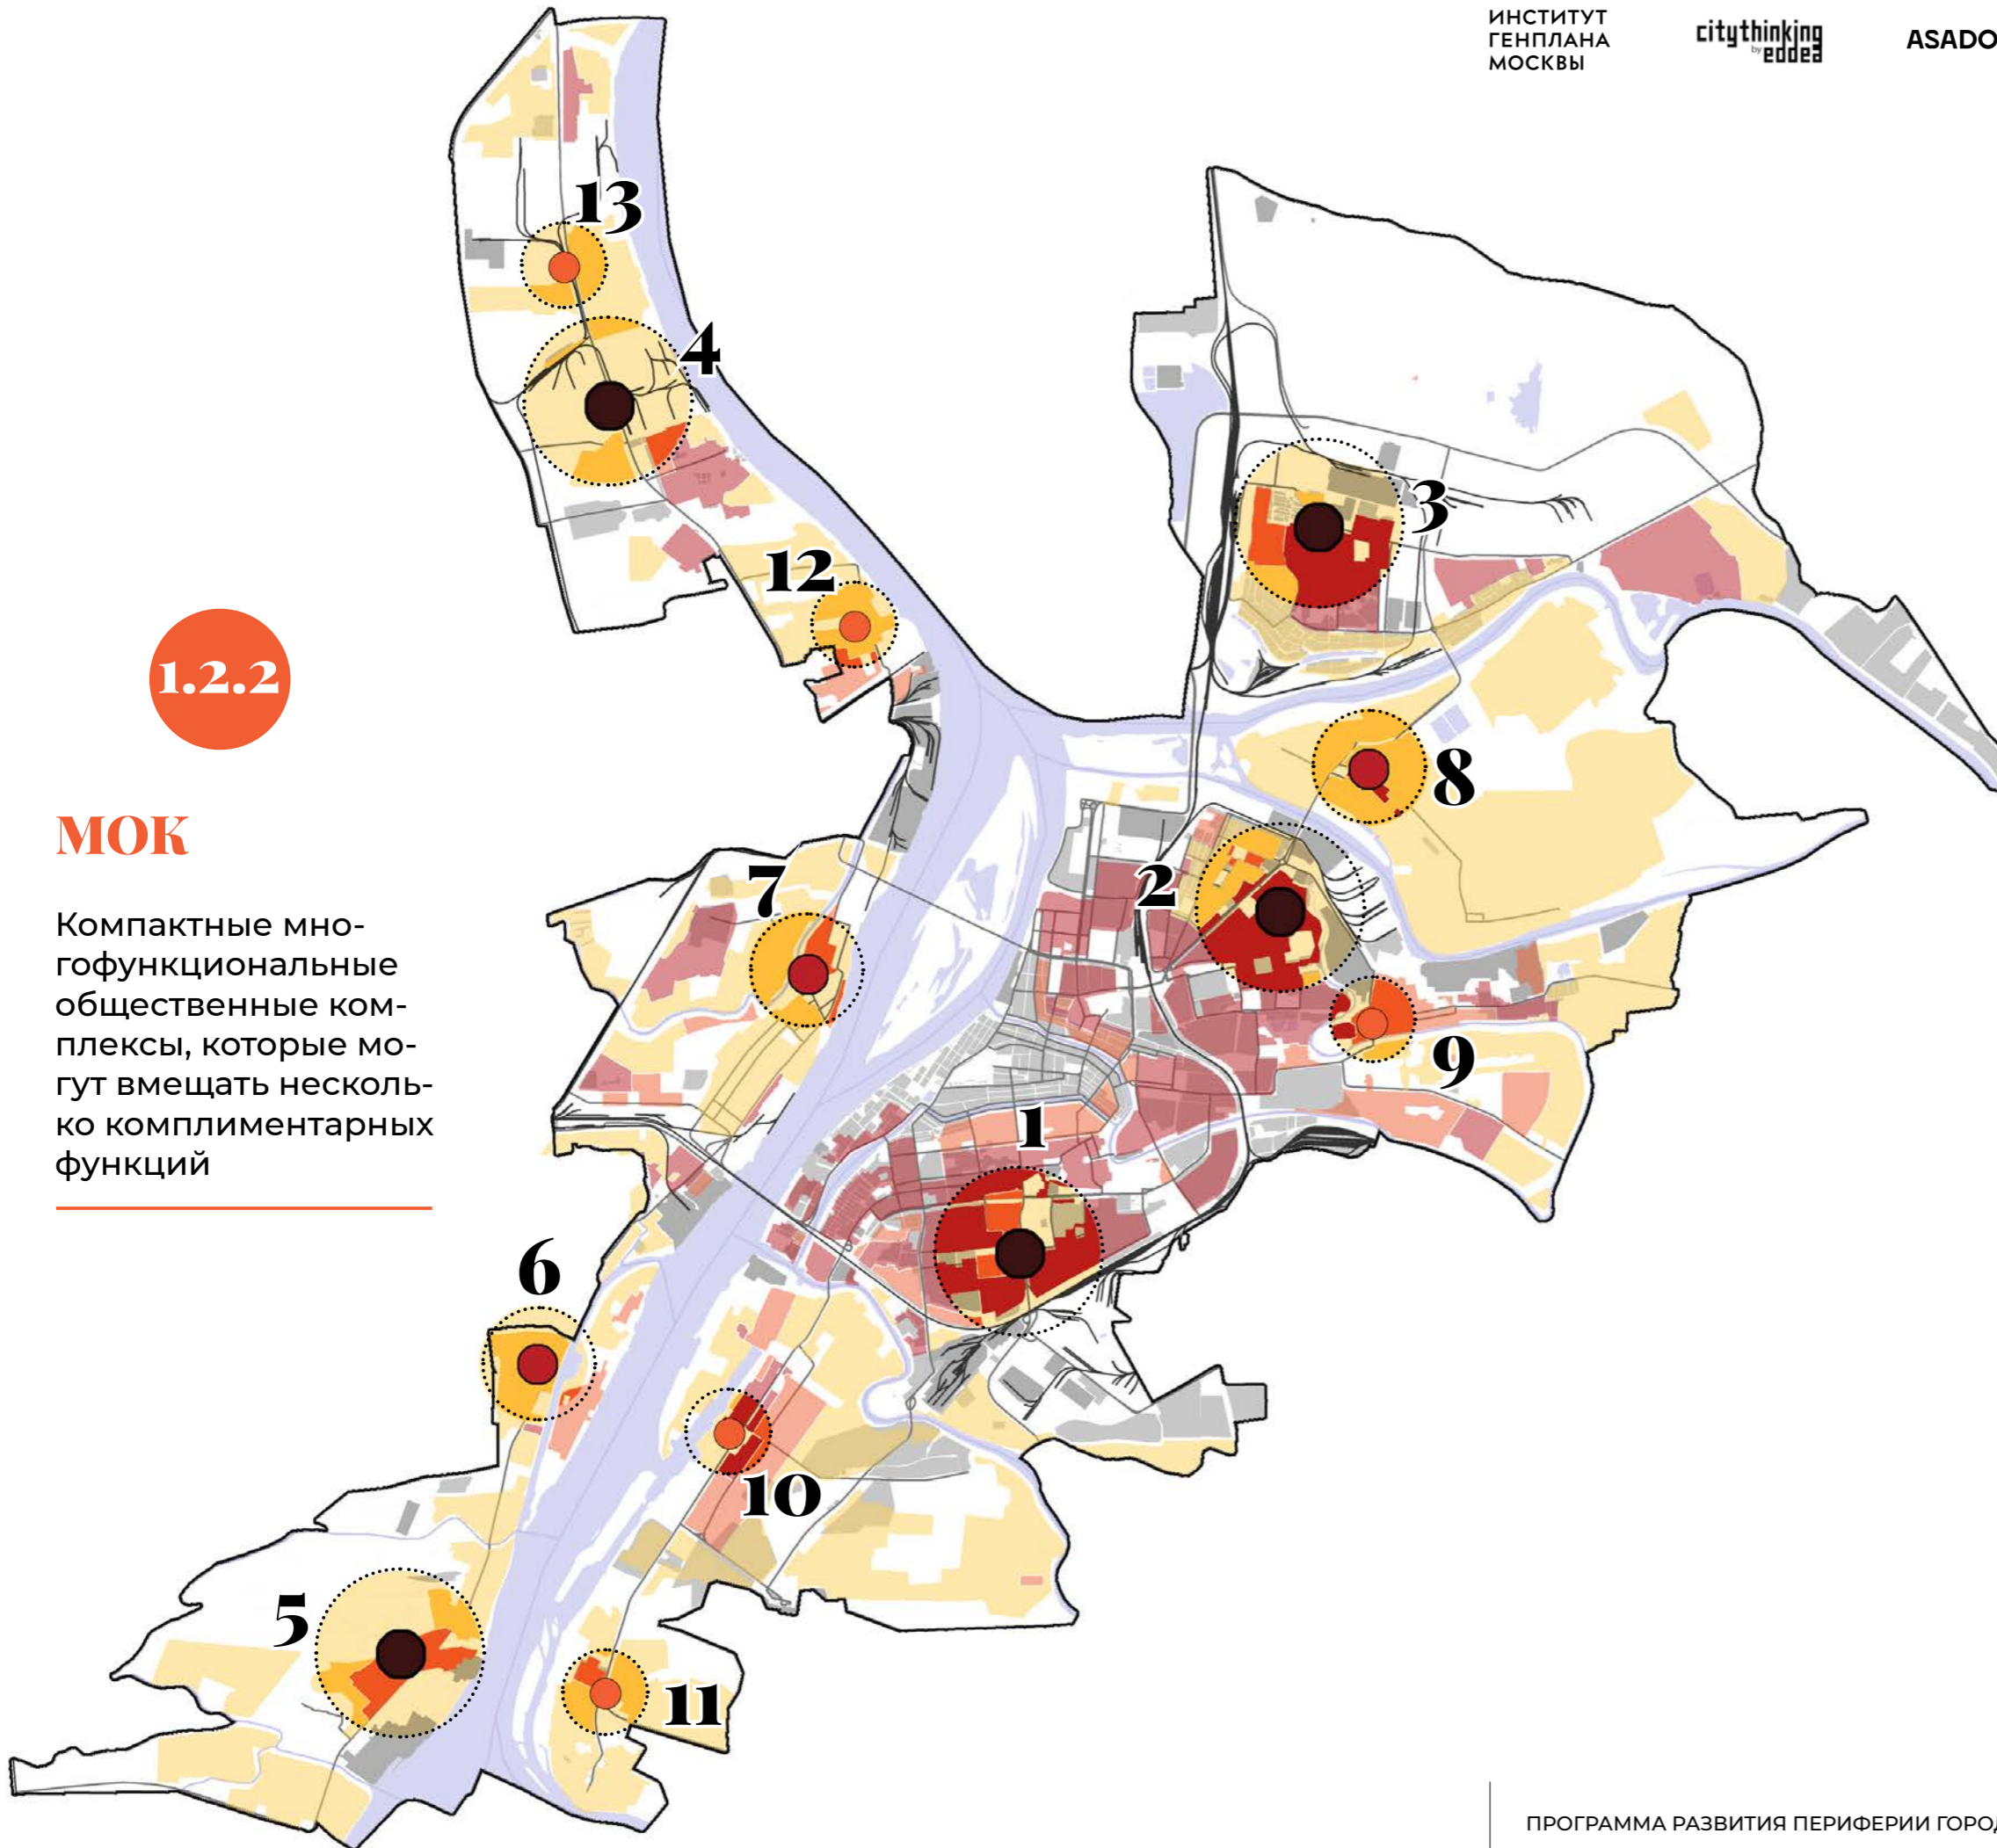 ИНСТИТУТ
ГЕНПЛАНА
МОСКВЫ
citythinking
by eddea
ASADO
13
4
3
12
1.2.2
8
МОК
7
2
Компактные мно-
гофункциональные
общественные ком-
плексы, которые мо-
гут вмещать несколь-
ко комплиментарных
функций
9
1
6
10
5
11
ПРОГРАММА РАЗВИТИЯ ПЕРИФЕРИИ ГОРОД